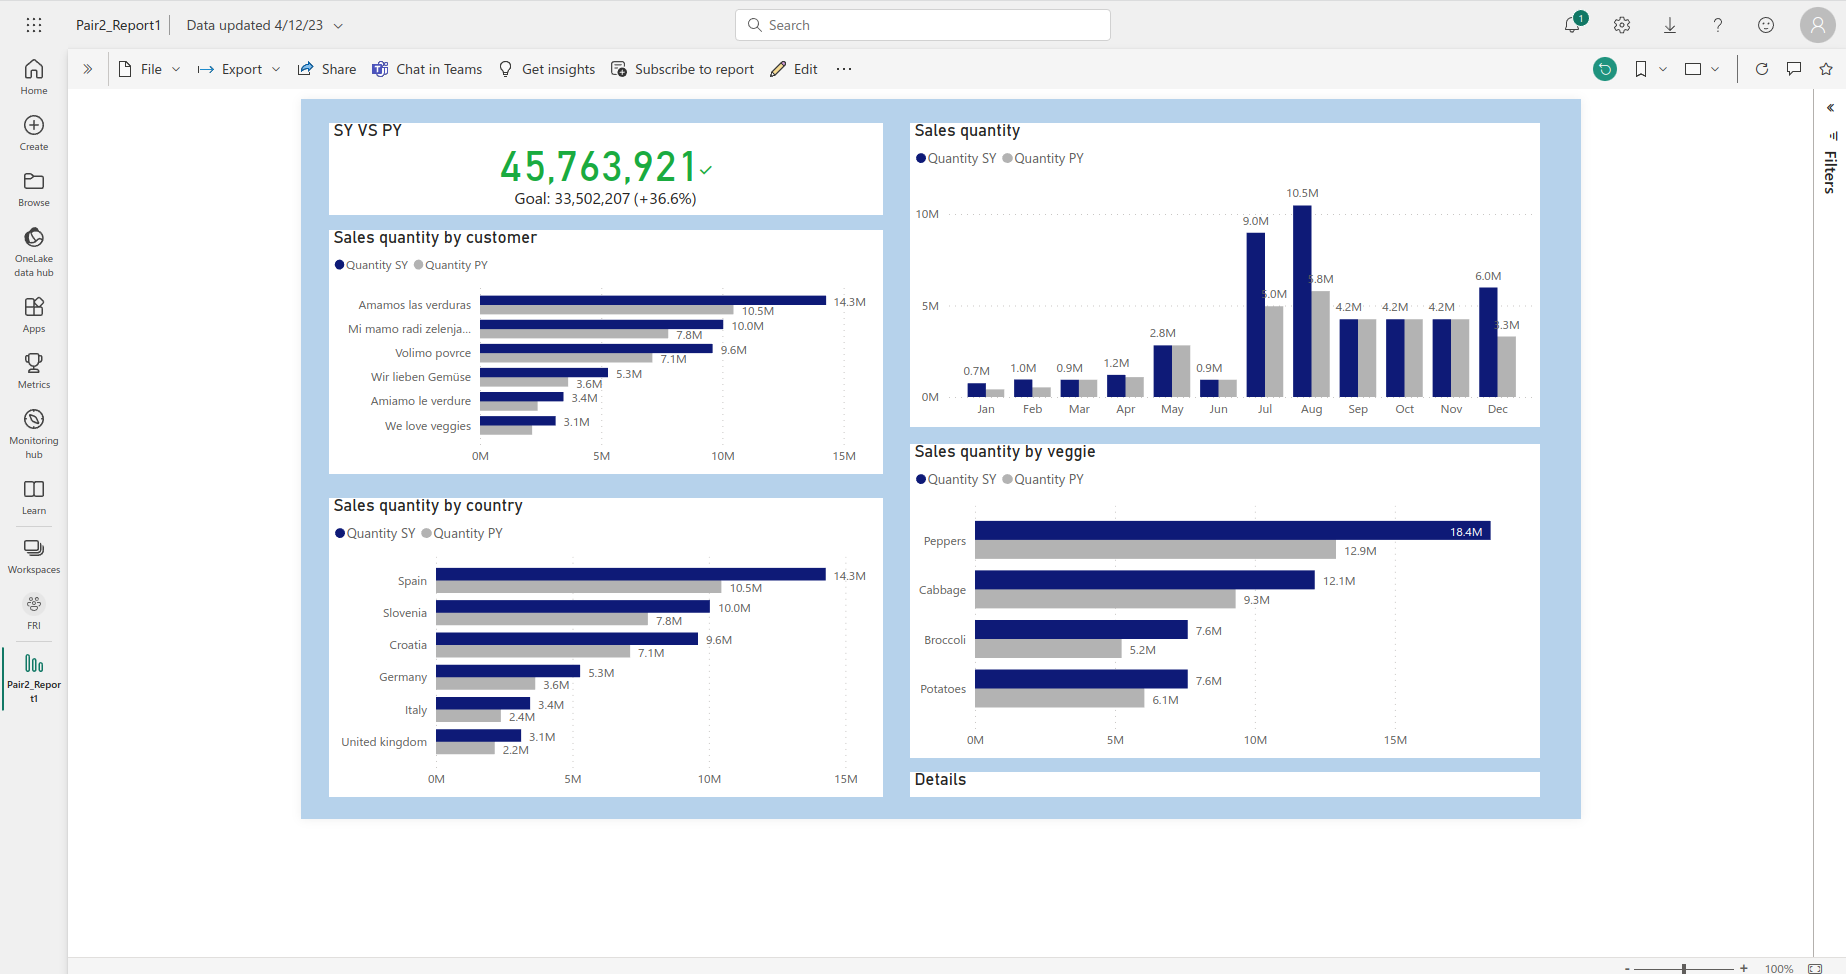 Pair2_Report1
Data updated 4/12/23
Search
1
Home
Create
Browse
OneLake
data hub
Apps
Metrics
Monitoring
hub
Learn
Workspaces
FRI
Pair2_Repor
t1
File
Export
Share
Chat in Teams
Get insights
Subscribe to report
Edit
Filters
SY VS PY
45,763,921
Goal: 33,502,207 (+36.6%)
Sales quantity by customer
Quantity SY Quantity PY
Amamos las verduras 14.3M
10.5M
Mi mamo radi zelenja... 10.0M
7.8M
Volimo povrce 9.6M
7.1M
Wir lieben Gemüse 5.3M
3.6M
Amiamo le verdure 3.4M
We love veggies 3.1M
0M 5M 10M 15M
Sales quantity by country
Quantity SY Quantity PY
Spain 14.3M
10.5M
Slovenia 10.0M
7.8M
Croatia 9.6M
7.1M
Germany 5.3M
3.6M
Italy 3.4M
2.4M
United kingdom 3.1M
2.2M
0M 5M 10M 15M
Sales quantity
Quantity SY Quantity PY
10M
5M
0M
0.7M 1.0M 0.9M 1.2M 2.8M 0.9M 9.0M 5.0M 10.5M 5.8M 4.2M 4.2M 4.2M 6.0M 3.3M
Jan Feb Mar Apr May Jun Jul Aug Sep Oct Nov Dec
Sales quantity by veggie
Quantity SY Quantity PY
Peppers 18.4M
12.9M
Cabbage 12.1M
9.3M
Broccoli 7.6M
5.2M
Potatoes 7.6M
6.1M
0M 5M 10M 15M
Details
- + 100%